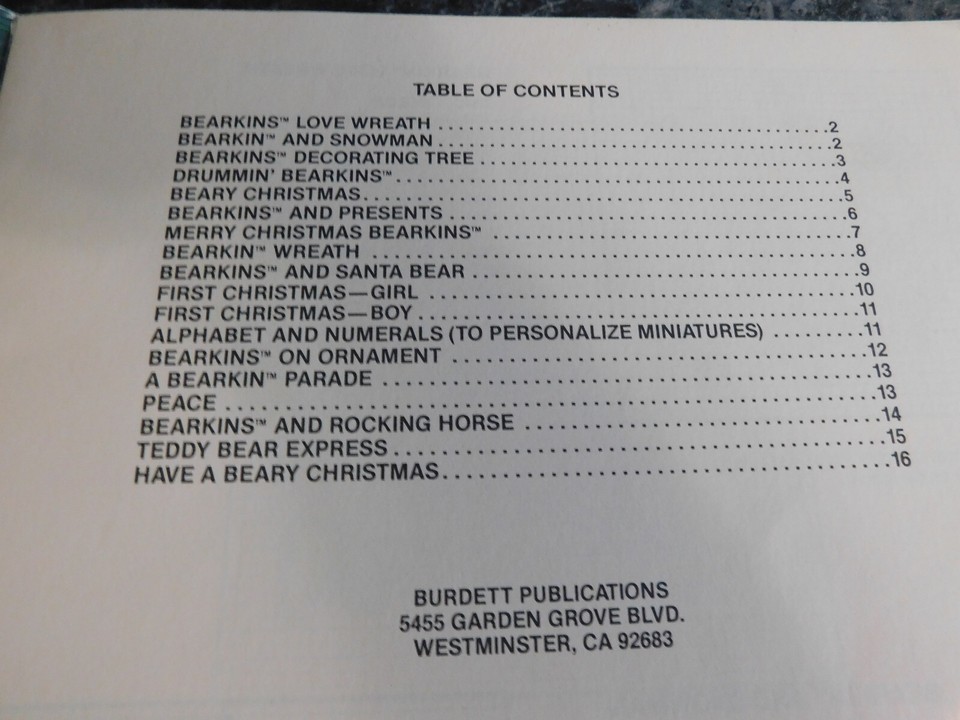 TABLE OF CONTENTS
BEARKINS™ LOVE WREATH ........................................2
BEARKIN™ AND SNOWMAN ........................................2
BEARKINS™ DECORATING TREE ....................................3
DRUMMIN' BEARKINS™............................................4
BEARY CHRISTMAS................................................5
BEARKINS™ AND PRESENTS ........................................6
MERRY CHRISTMAS BEARKINS™ ....................................7
BEARKIN™ WREATH ................................................8
BEARKINS™ AND SANTA BEAR ......................................9
FIRST CHRISTMAS—GIRL ..........................................10
FIRST CHRISTMAS—BOY ...........................................11
ALPHABET AND NUMERALS (TO PERSONALIZE MINIATURES) .........11
BEARKINS™ ON ORNAMENT ........................................12
A BEARKIN™ PARADE ..............................................13
PEACE ...........................................................13
BEARKINS™ AND ROCKING HORSE ..................................14
TEDDY BEAR EXPRESS.............................................15
HAVE A BEARY CHRISTMAS.........................................16
BURDETT PUBLICATIONS
5455 GARDEN GROVE BLVD.
WESTMINSTER, CA 92683